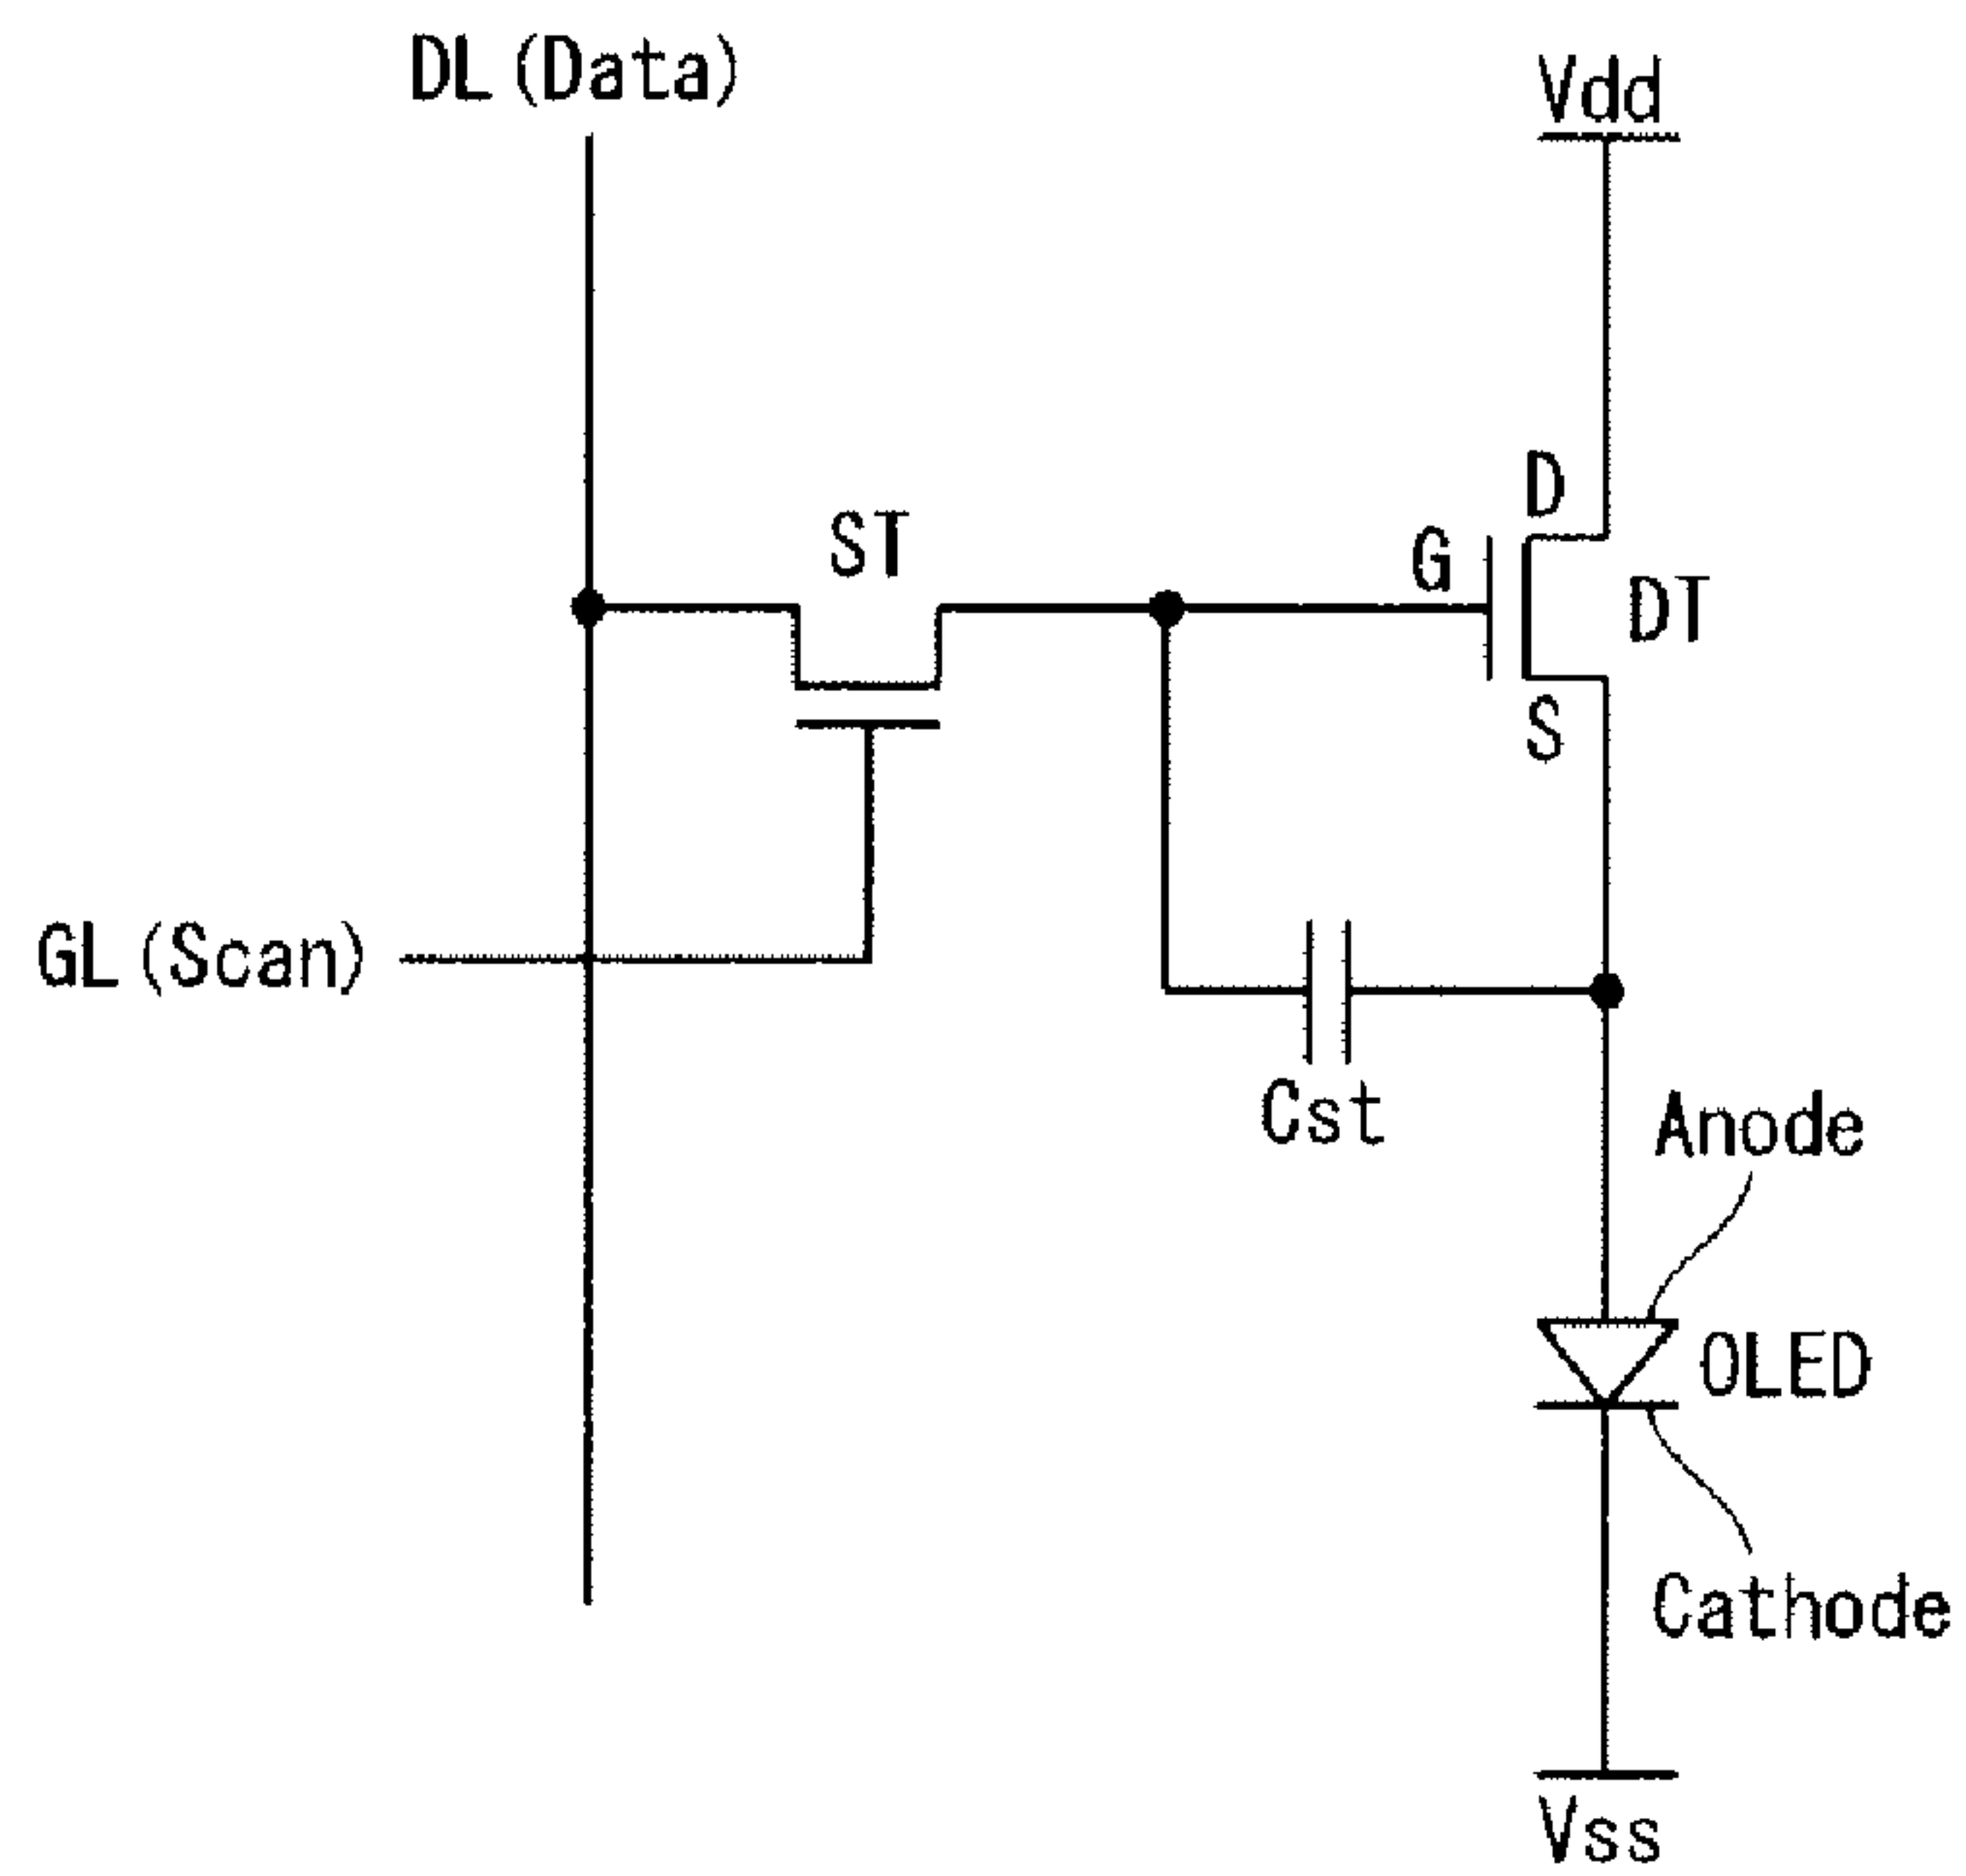 DL(Data)
Vdd
D
ST
G
DT
S
GL(Scan)
Cst
Anode
OLED
Cathode
Vss